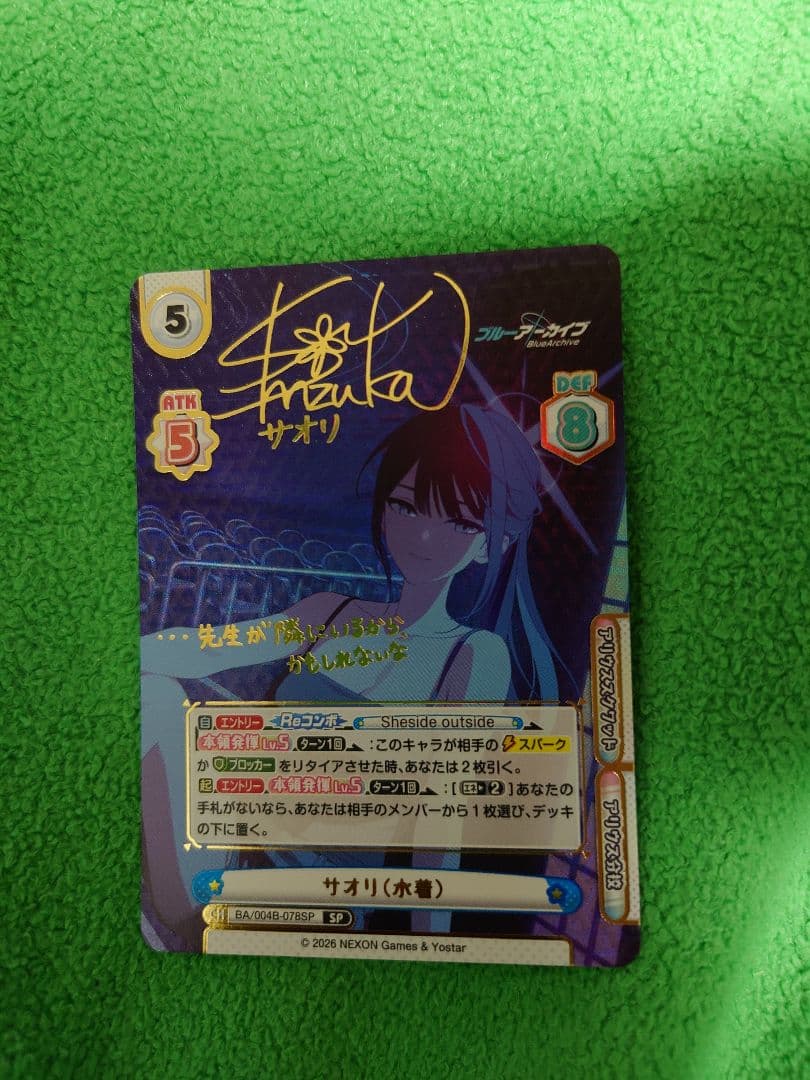 5
Shizuka
サオリ
ブルーアーカイブ
BlueArchive
ATK
5
DEF
8
...先生が隣にいるから、
かもしれないな
自 エントリー Reコンボ Sheside outside
本領発揮 Lv.5 ターン1回 :このキャラが相手の スパーク
か ブロッカー をリタイアさせた時、あなたは2枚引く。
起 エントリー 本領発揮 Lv.5 ターン1回 :[ エネ 2 ]あなたの
手札がないなら、あなたは相手のメンバーから1枚選び、デッキ
の下に置く。
アリウススクワッド
アリウス分校
サオリ(水着)
BA/004B-078SP SP
© 2026 NEXON Games & Yostar